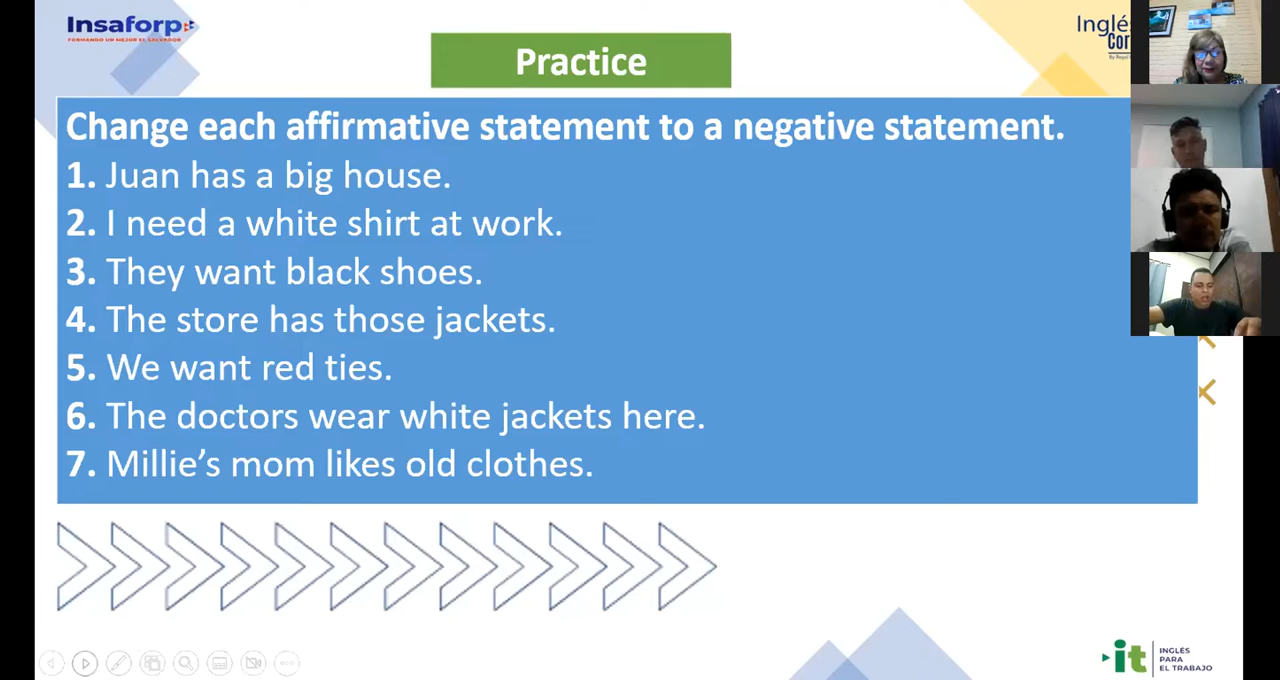 Insaforp
FORMANDO UN MEJOR EL SALVADOR
Inglés
Cor
Practice
Change each affirmative statement to a negative statement.
1. Juan has a big house.
2. I need a white shirt at work.
3. They want black shoes.
4. The store has those jackets.
5. We want red ties.
6. The doctors wear white jackets here.
7. Millie’s mom likes old clothes.
it
INGLÉS
PARA
EL TRABAJO